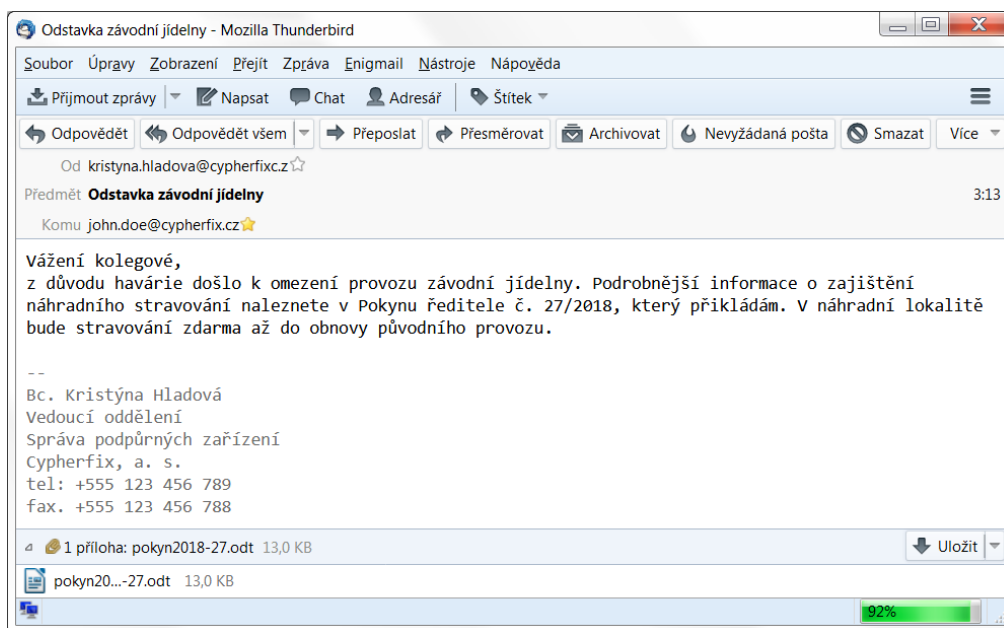 Odstavka závodní jídelny - Mozilla Thunderbird
Soubor Úpravy Zobrazení Přejít Zpráva Enigmail Nástroje Nápověda
Přijmout zprávy Napsat Chat Adresář Štítek
Odpovědět Odpovědět všem Přeposlat Přesměrovat Archivovat Nevyžádaná pošta Smazat Více
Od kristyna.hladova@cypherfixc.z
Předmět Odstavka závodní jídelny 3:13
Komu john.doe@cypherfix.cz
Vážení kolegové,
z důvodu havárie došlo k omezení provozu závodní jídelny. Podrobnější informace o zajištění
náhradního stravování naleznete v Pokynu ředitele č. 27/2018, který přikládám. V náhradní lokalitě
bude stravování zdarma až do obnovy původního provozu.
--
Bc. Kristýna Hladová
Vedoucí oddělení
Správa podpůrných zařízení
Cypherfix, a. s.
tel: +555 123 456 789
fax. +555 123 456 788
1 příloha: pokyn2018-27.odt 13,0 KB Uložit
pokyn20...-27.odt 13,0 KB
92%